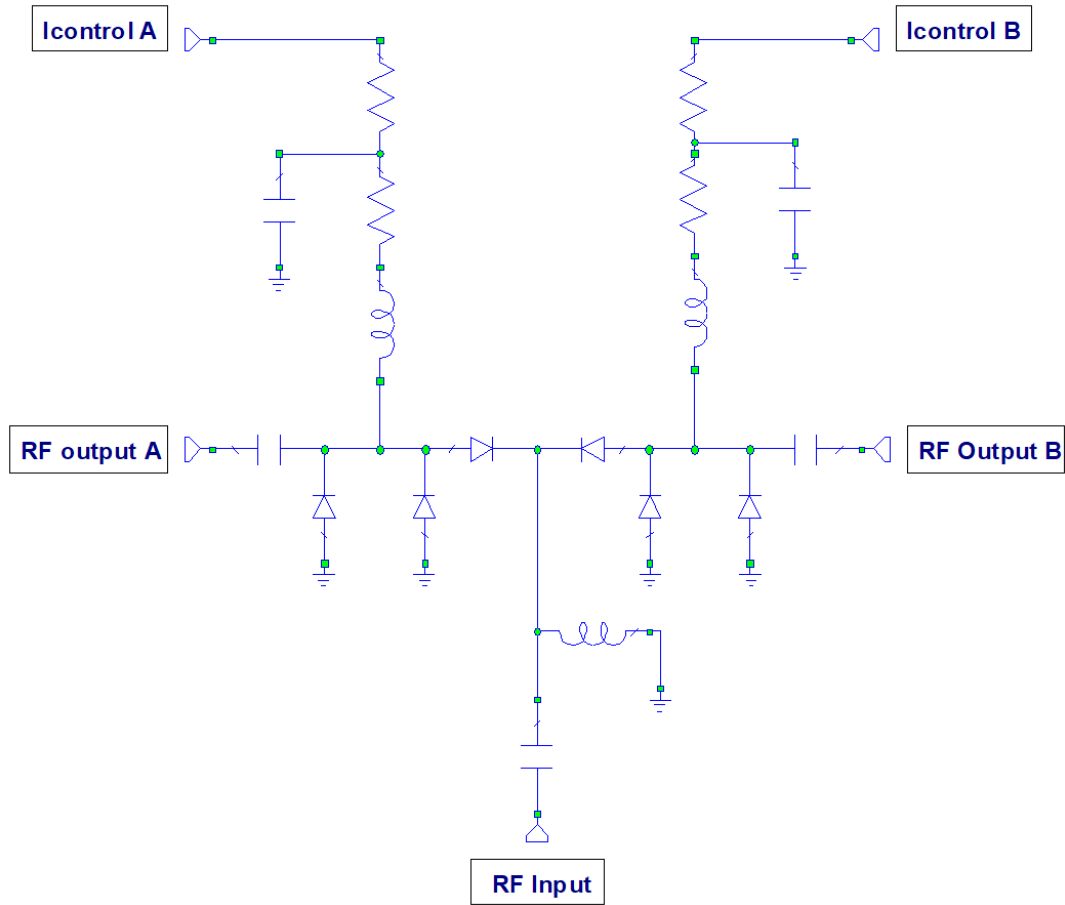 Icontrol A
Icontrol B
RF output A
RF Output B
RF Input